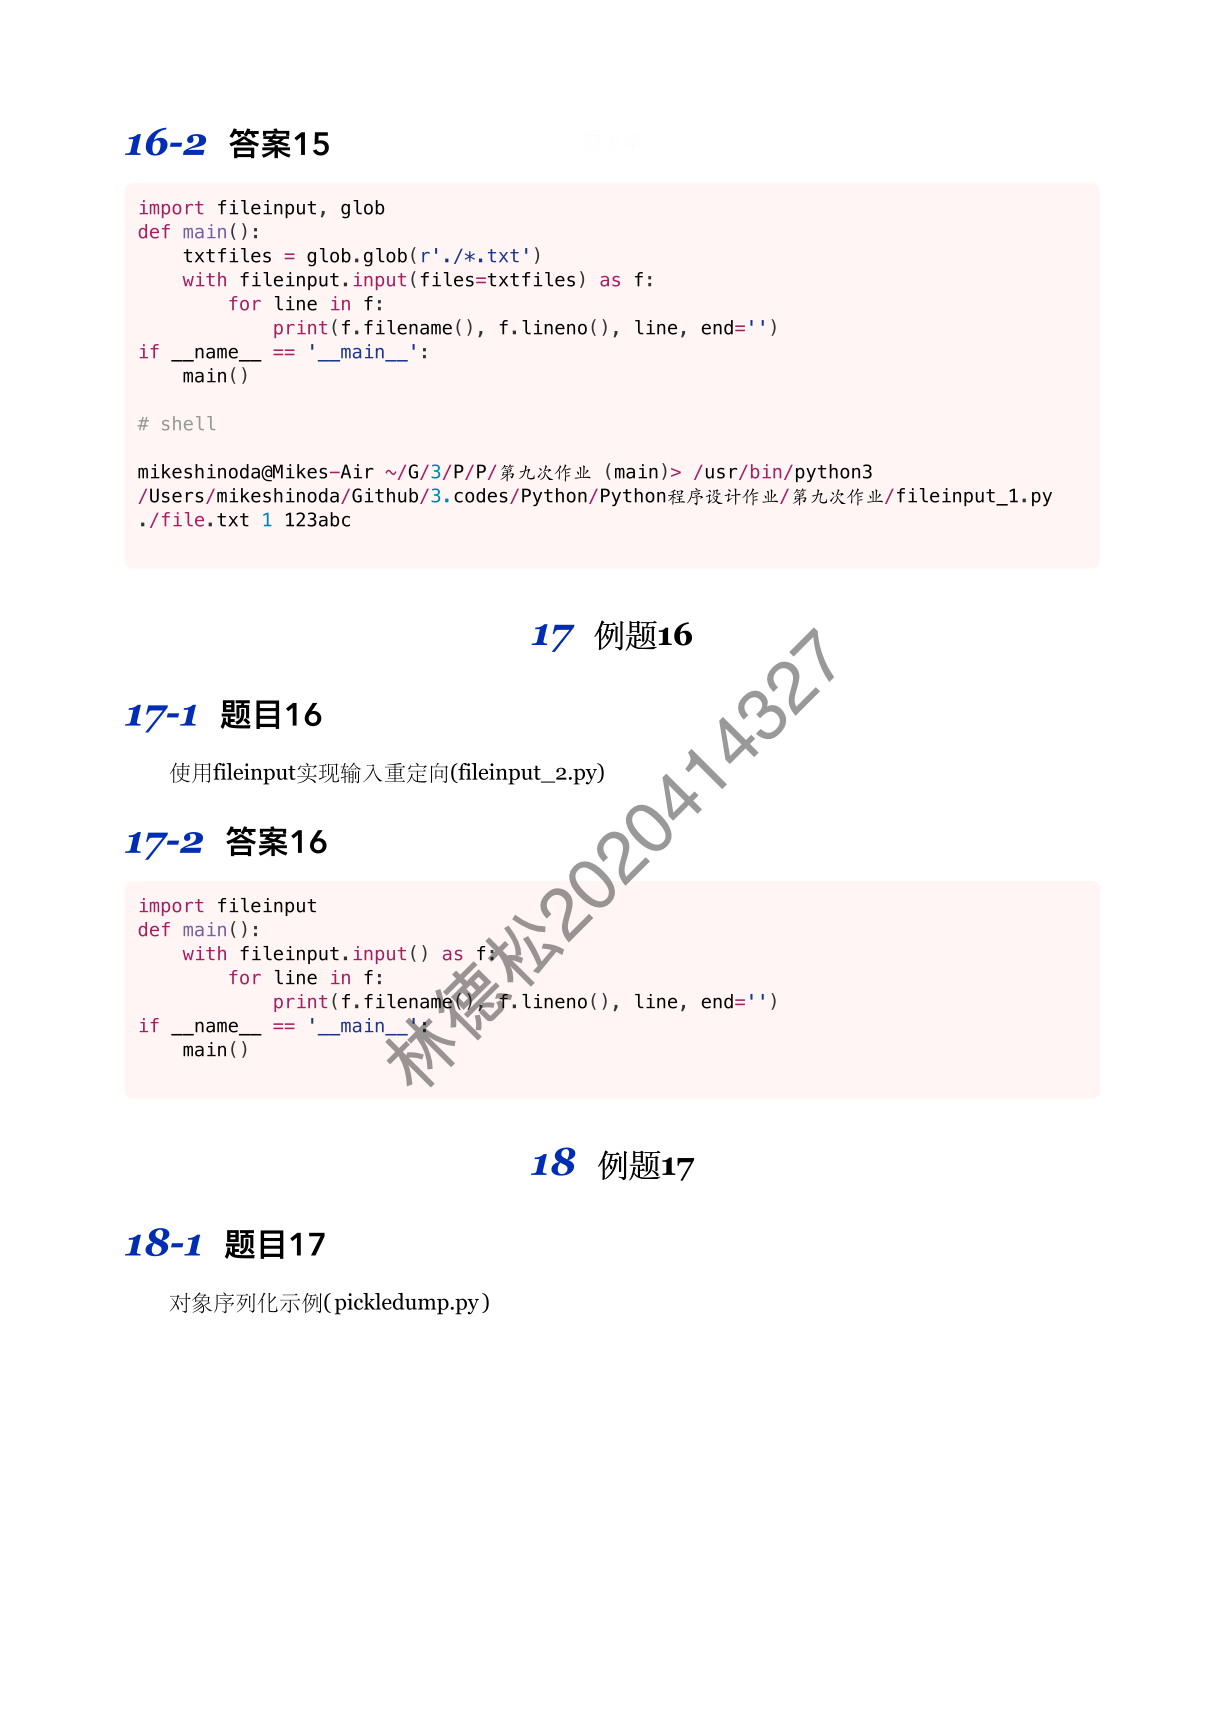 16-2 答案15
import fileinput, glob
def main():
    txtfiles = glob.glob(r'./*.txt')
    with fileinput.input(files=txtfiles) as f:
        for line in f:
            print(f.filename(), f.lineno(), line, end='')
if __name__ == '__main__':
    main()
# shell
mikeshinoda@Mikes-Air ~/G/3/P/P/第九次作业 (main)> /usr/bin/python3
/Users/mikeshinoda/Github/3.codes/Python/Python程序设计作业/第九次作业/fileinput_1.py
./file.txt 1 123abc
17 例题16
17-1 题目16
使用fileinput实现输入重定向(fileinput_2.py)
17-2 答案16
import fileinput
def main():
    with fileinput.input() as f:
        for line in f:
            print(f.filename(), f.lineno(), line, end='')
if __name__ == '__main__':
    main()
林德松2020414327
18 例题17
18-1 题目17
对象序列化示例( pickledump.py )